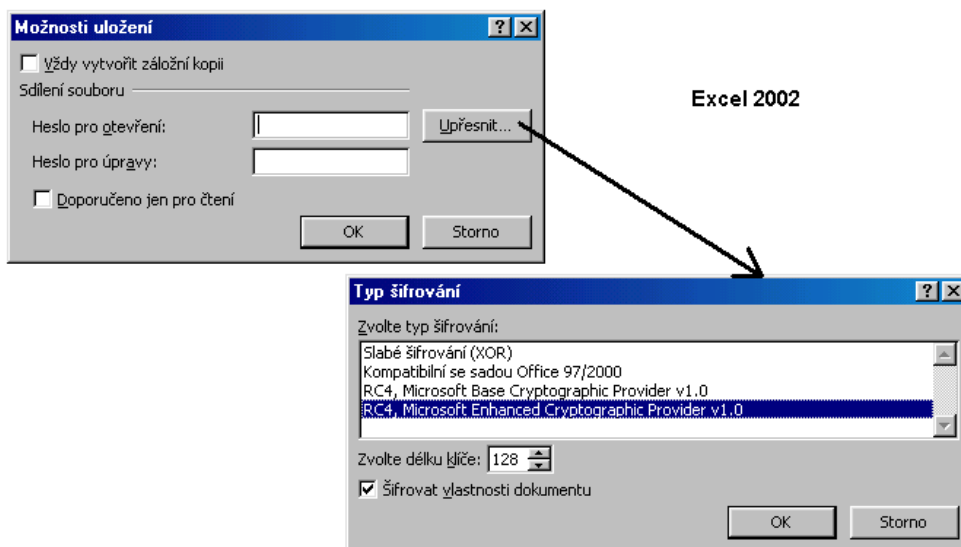 Možnosti uložení
Vždy vytvořit záložní kopii
Sdílení souboru
Heslo pro otevření:
Upřesnit...
Heslo pro úpravy:
Doporučeno jen pro čtení
OK
Storno
Excel 2002
Typ šifrování
Zvolte typ šifrování:
Slabé šifrování (XOR)
Kompatibilní se sadou Office 97/2000
RC4, Microsoft Base Cryptographic Provider v1.0
RC4, Microsoft Enhanced Cryptographic Provider v1.0
Zvolte délku klíče: 128
Šifrovat vlastnosti dokumentu
OK
Storno